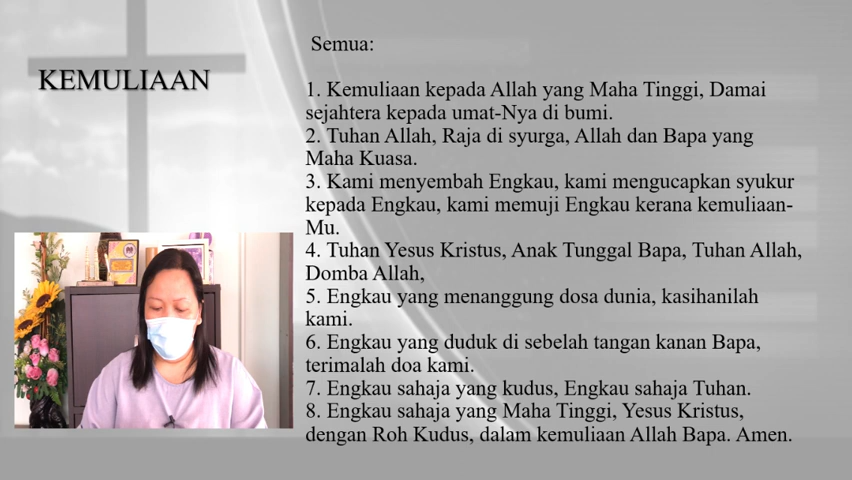 KEMULIAAN
Semua:
1. Kemuliaan kepada Allah yang Maha Tinggi, Damai
sejahtera kepada umat-Nya di bumi.
2. Tuhan Allah, Raja di syurga, Allah dan Bapa yang
Maha Kuasa.
3. Kami menyembah Engkau, kami mengucapkan syukur
kepada Engkau, kami memuji Engkau kerana kemuliaan-
Mu.
4. Tuhan Yesus Kristus, Anak Tunggal Bapa, Tuhan Allah,
Domba Allah,
5. Engkau yang menanggung dosa dunia, kasihanilah
kami.
6. Engkau yang duduk di sebelah tangan kanan Bapa,
terimalah doa kami.
7. Engkau sahaja yang kudus, Engkau sahaja Tuhan.
8. Engkau sahaja yang Maha Tinggi, Yesus Kristus,
dengan Roh Kudus, dalam kemuliaan Allah Bapa. Amen.